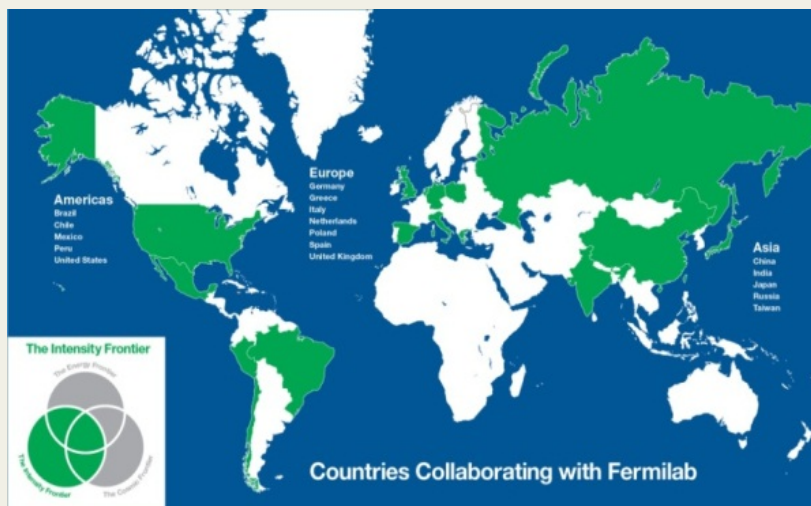 Americas
Brazil
Chile
Mexico
Peru
United States
Europe
Germany
Greece
Italy
Netherlands
Poland
Spain
United Kingdom
Asia
China
India
Japan
Russia
Taiwan
The Intensity Frontier
The Energy Frontier
The Intensity Frontier
The Cosmic Frontier
Countries Collaborating with Fermilab